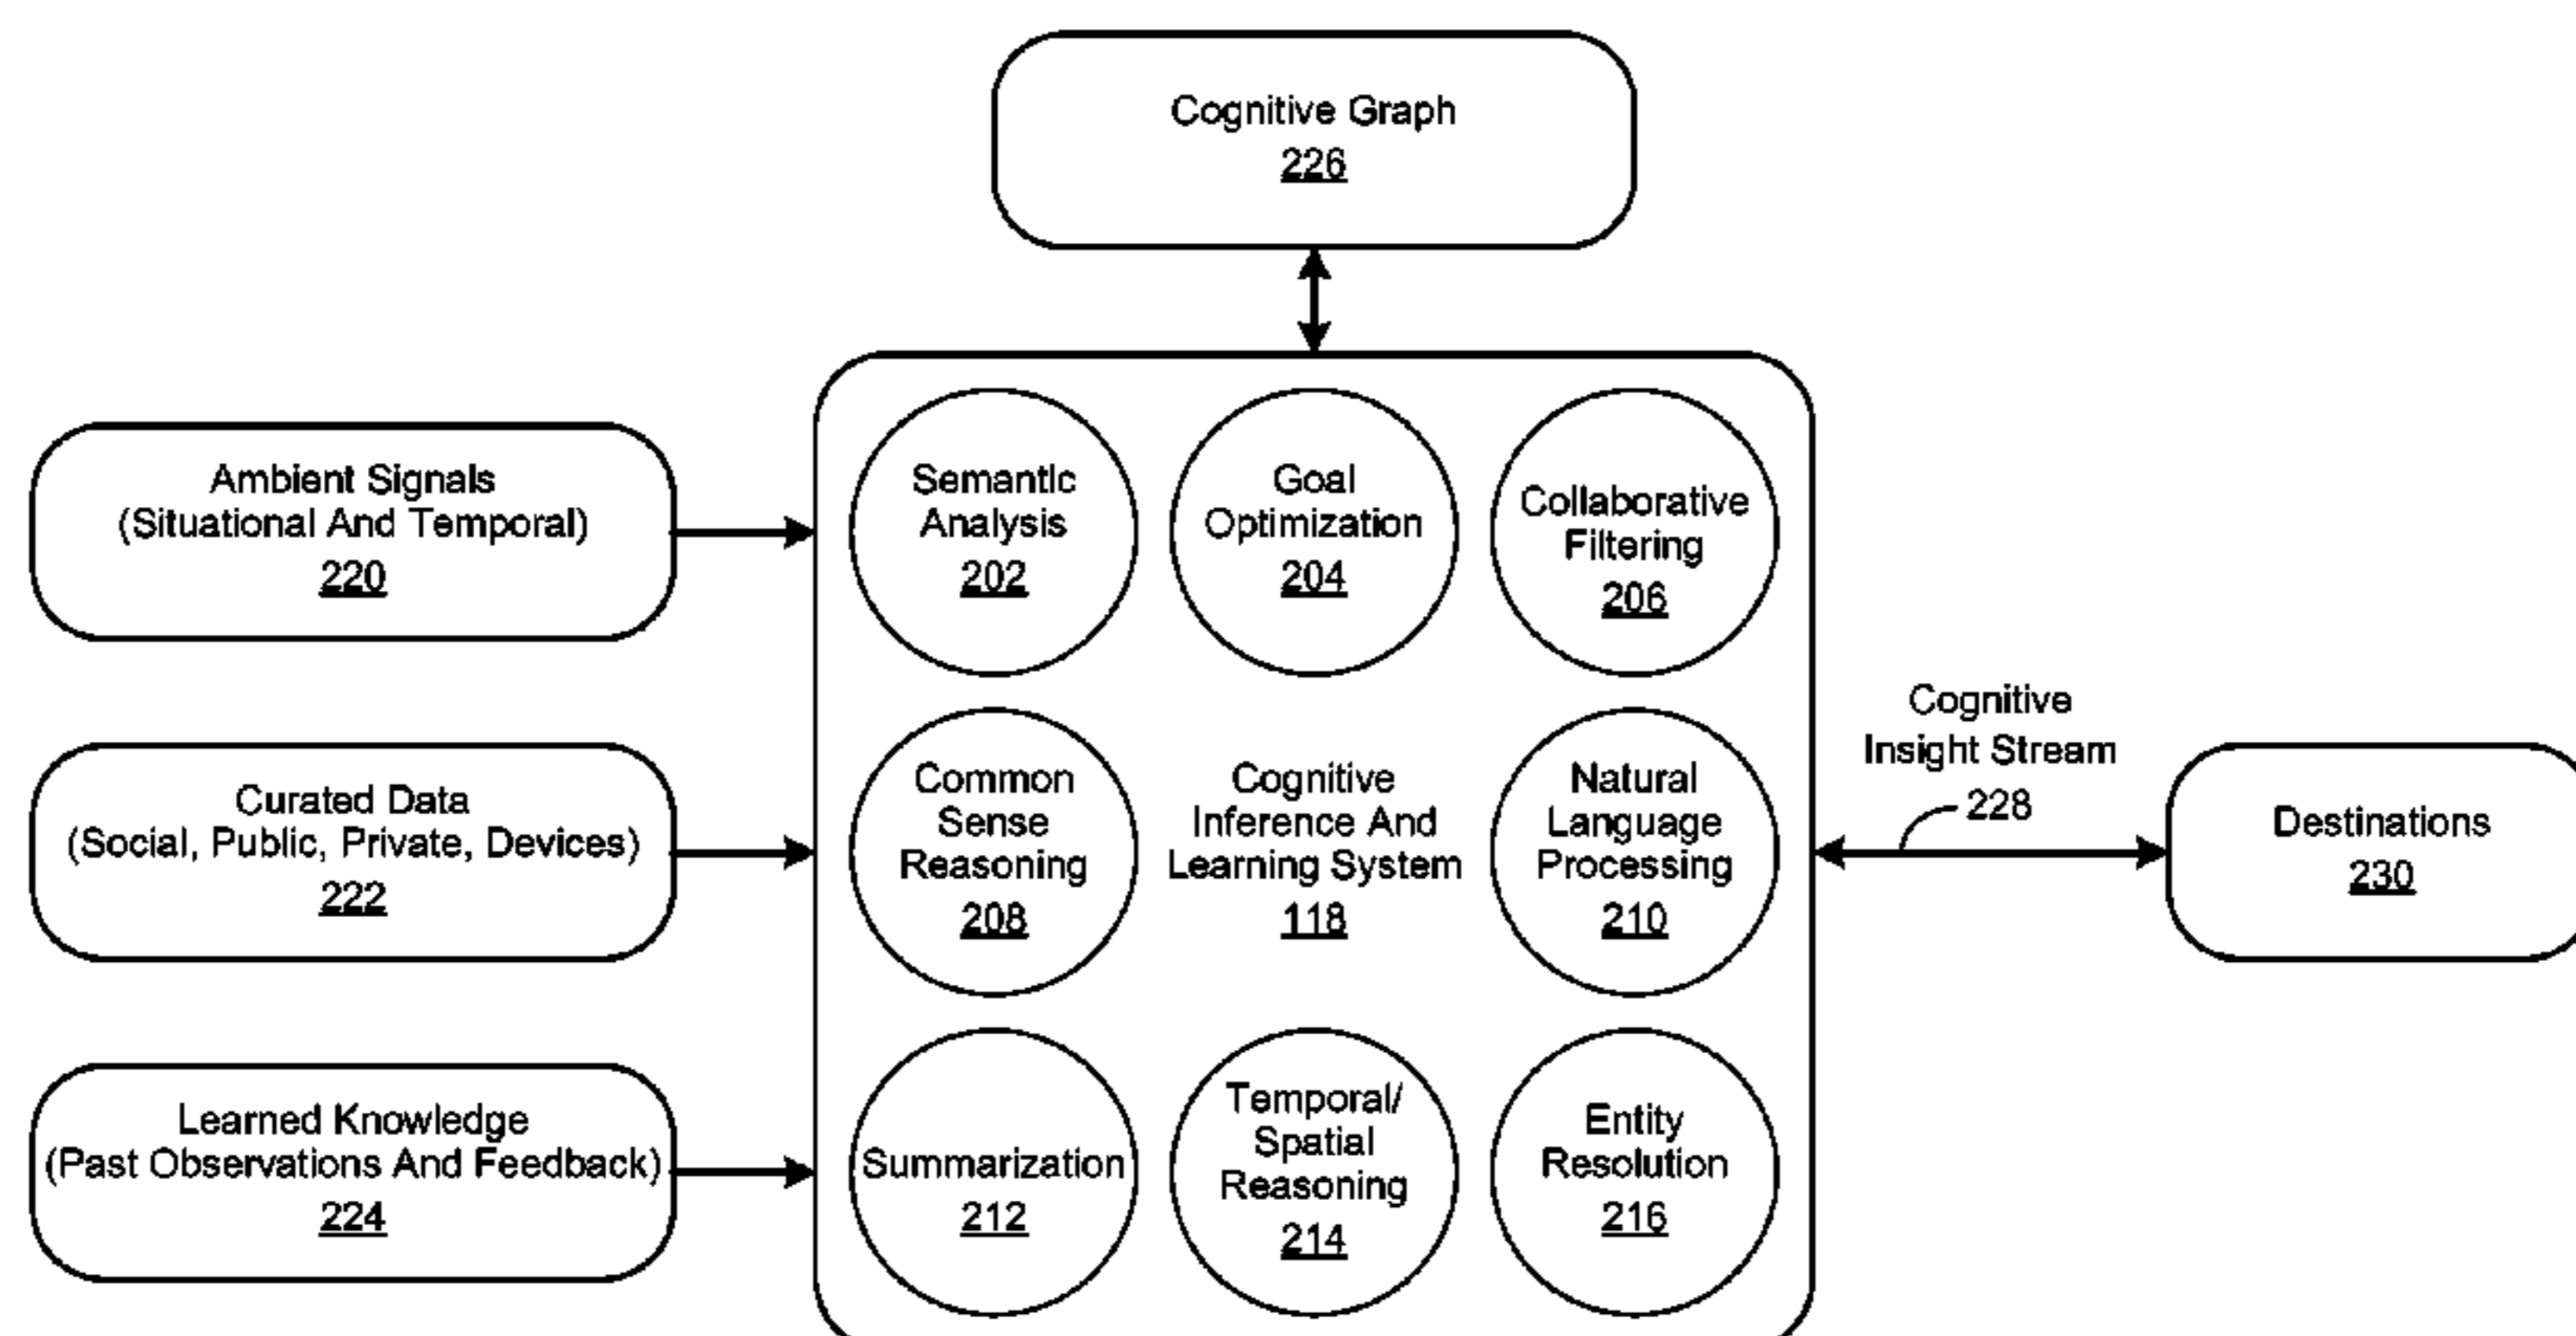 Cognitive Graph
226
Ambient Signals
(Situational And Temporal)
220
Semantic
Analysis
202
Goal
Optimization
204
Collaborative
Filtering
206
Curated Data
(Social, Public, Private, Devices)
222
Common
Sense
Reasoning
208
Cognitive
Inference And
Learning System
118
Natural
Language
Processing
210
Cognitive
Insight Stream
228
Destinations
230
Learned Knowledge
(Past Observations And Feedback)
224
Summarization
212
Temporal/
Spatial
Reasoning
214
Entity
Resolution
216